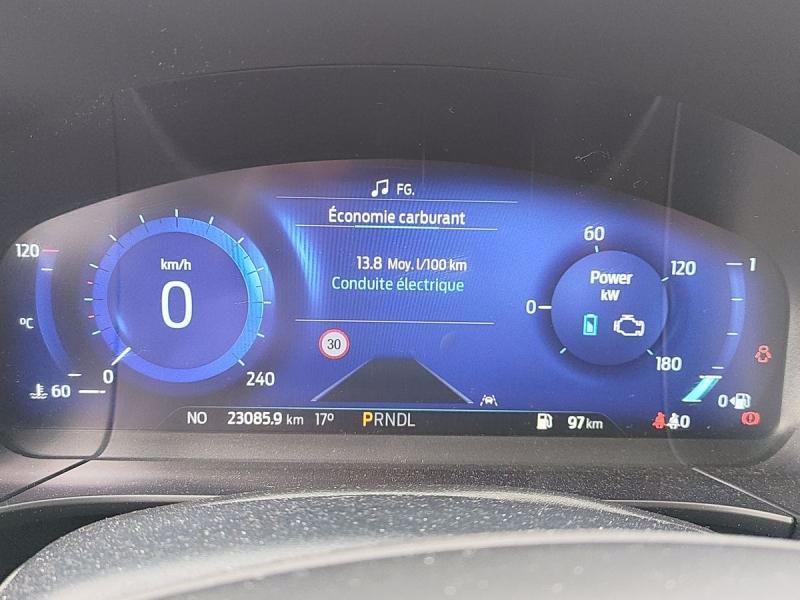 FG.
Économie carburant
13.8 Moy. l/100 km
Conduite électrique
120
°C
60
km/h
0
0
240
30
60
0
120
180
Power
kW
1
0
NO 23085.9 km 17° PRNDL 97 km 0